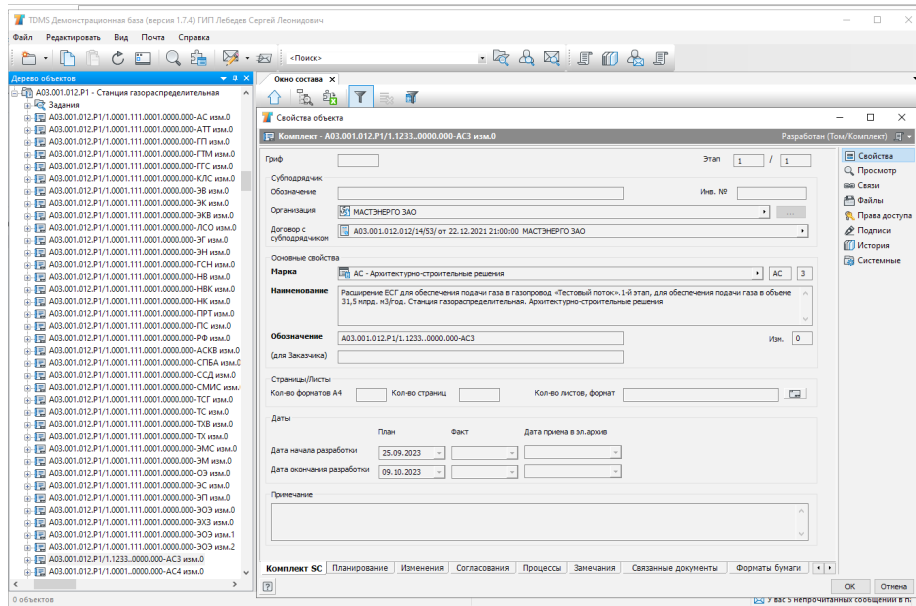 TDMS Демонстрационная база (версия 1.7.4) ГИП Лебедев Сергей Леонидович
Файл Редактировать Вид Почта Справка
<Поиск>
Дерево объектов
A03.001.012.P1 - Станция газораспределительная
Задания
A03.001.012.P1/1.0001.111.0001.0000.000-АС изм.0
A03.001.012.P1/1.0001.111.0001.0000.000-АТТ изм.0
A03.001.012.P1/1.0001.111.0001.0000.000-ГП изм.0
A03.001.012.P1/1.0001.111.0001.0000.000-ГТМ изм.0
A03.001.012.P1/1.0001.111.0001.0000.000-ГГС изм.0
A03.001.012.P1/1.0001.111.0001.0000.000-КЛС изм.0
A03.001.012.P1/1.0001.111.0001.0000.000-ЭВ изм.0
A03.001.012.P1/1.0001.111.0001.0000.000-ЭК изм.0
A03.001.012.P1/1.0001.111.0001.0000.000-ЭКВ изм.0
A03.001.012.P1/1.0001.111.0001.0000.000-ЛСО изм.0
A03.001.012.P1/1.0001.111.0001.0000.000-ЭГ изм.0
A03.001.012.P1/1.0001.111.0001.0000.000-ЭН изм.0
A03.001.012.P1/1.0001.111.0001.0000.000-ГСН изм.0
A03.001.012.P1/1.0001.111.0001.0000.000-НВ изм.0
A03.001.012.P1/1.0001.111.0001.0000.000-НВК изм.0
A03.001.012.P1/1.0001.111.0001.0000.000-НК изм.0
A03.001.012.P1/1.0001.111.0001.0000.000-ПРТ изм.0
A03.001.012.P1/1.0001.111.0001.0000.000-ПС изм.0
A03.001.012.P1/1.0001.111.0001.0000.000-РФ изм.0
A03.001.012.P1/1.0001.111.0001.0000.000-АСКВ изм.0
A03.001.012.P1/1.0001.111.0001.0000.000-СПБА изм.0
A03.001.012.P1/1.0001.111.0001.0000.000-ССД изм.0
A03.001.012.P1/1.0001.111.0001.0000.000-СМИС изм.
A03.001.012.P1/1.0001.111.0001.0000.000-ТСГ изм.0
A03.001.012.P1/1.0001.111.0001.0000.000-ТС изм.0
A03.001.012.P1/1.0001.111.0001.0000.000-ТХВ изм.0
A03.001.012.P1/1.0001.111.0001.0000.000-ТХ изм.0
A03.001.012.P1/1.0001.111.0001.0000.000-ЭМС изм.0
A03.001.012.P1/1.0001.111.0001.0000.000-ЭМ изм.0
A03.001.012.P1/1.0001.111.0001.0000.000-ОЭ изм.0
A03.001.012.P1/1.0001.111.0001.0000.000-ЭС изм.0
A03.001.012.P1/1.0001.111.0001.0000.000-ЭП изм.0
A03.001.012.P1/1.0001.111.0001.0000.000-ЭОЭ изм.0
A03.001.012.P1/1.0001.111.0001.0000.000-ЭХЗ изм.0
A03.001.012.P1/1.0001.111.0001.0000.000-ЭОЭ изм.1
A03.001.012.P1/1.0001.111.0001.0000.000-ЭОЭ изм.2
A03.001.012.P1/1.1233..0000.000-АС3 изм.0
A03.001.012.P1/1.0001..0000.000-АС4 изм.0
0 объектов
Окно состава
Свойства объекта
Комплект - A03.001.012.P1/1.1233..0000.000-АС3 изм.0 Разработан (Том/Комплект)
Гриф Этап 1 / 1
Субподрядчик
Обозначение Инв. №
Организация МАСТЭНЕРГО ЗАО ...
Договор с субподрядчиком A03.001.012.012/14/53/ от 22.12.2021 21:00:00 МАСТЭНЕРГО ЗАО
Основные свойства
Марка АС - Архитектурно-строительные решения АС 3
Наименование Расширение ЕСГ для обеспечения подачи газа в газопровод «Тестовый поток».1-й этап, для обеспечения подачи газа в объеме
31,5 млрд. м3/год. Станция газораспределительная. Архитектурно-строительные решения
Обозначение A03.001.012.P1/1.1233..0000.000-АС3 Изм. 0
(для Заказчика)
Страницы/Листы
Кол-во форматов А4 Кол-во страниц Кол-во листов, формат
Даты
План Факт Дата приема в эл.архив
Дата начала разработки 25.09.2023
Дата окончания разработки 09.10.2023
Примечание
Комплект SC Планирование Изменения Согласования Процессы Замечания Связанные документы Форматы бумаги
ОК Отмена
Свойства
Просмотр
Связи
Файлы
Права доступа
Подписи
История
Системные
У вас 5 непрочитанных сообщений в